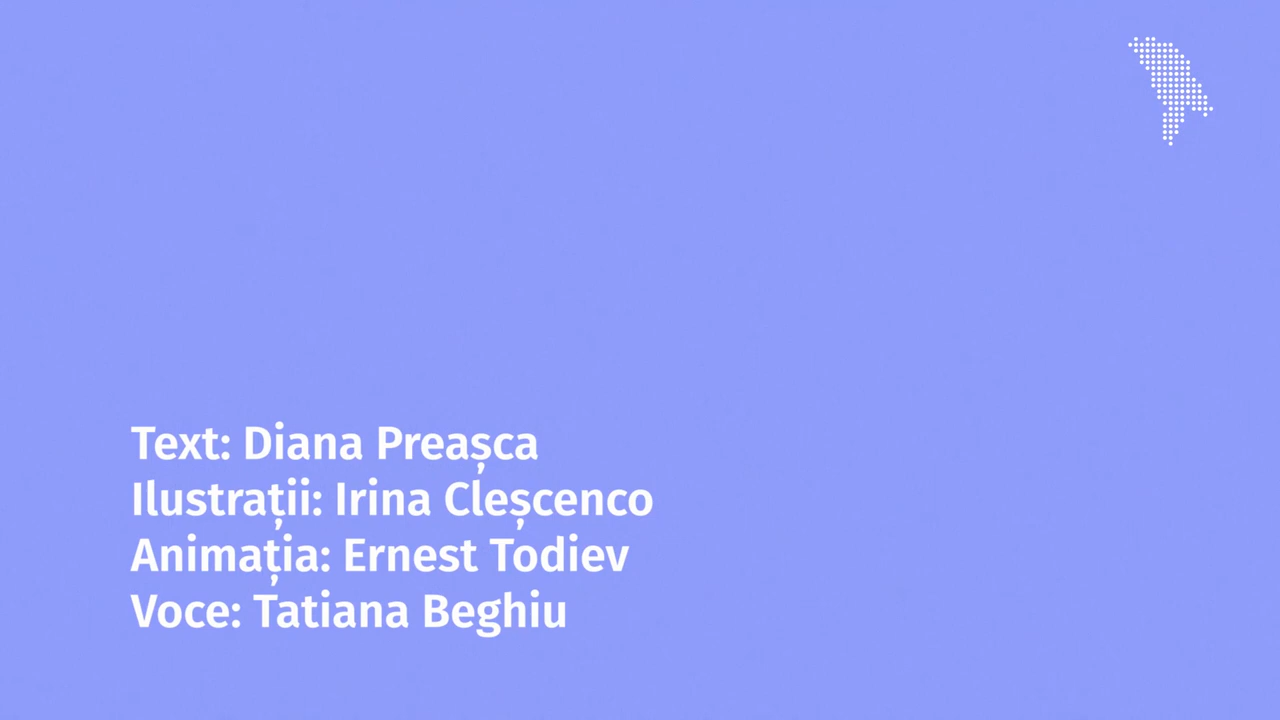 Text: Diana Preașca
Ilustrații: Irina Cleșcenco
Animația: Ernest Todiev
Voce: Tatiana Beghiu